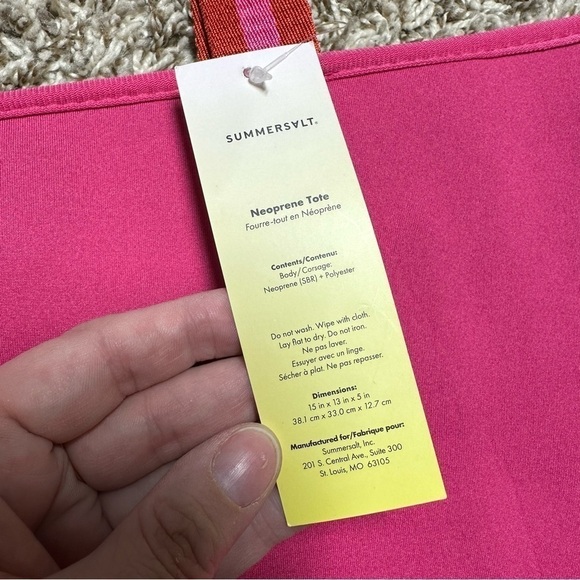 SUMMERSALT®
Neoprene Tote
Fourre-tout en Néoprène
Contents/Contenu:
Body/Corsage:
Neoprene (SBR) + Polyester
Do not wash. Wipe with cloth.
Lay flat to dry. Do not iron.
Ne pas laver.
Essuyer avec un linge.
Sécher à plat. Ne pas repasser.
Dimensions:
15 in x 13 in x 5 in
38.1 cm x 33.0 cm x 12.7 cm
Manufactured for/Fabrique pour:
Summersalt, Inc.
201 S. Central Ave., Suite 300
St. Louis, MO 63105